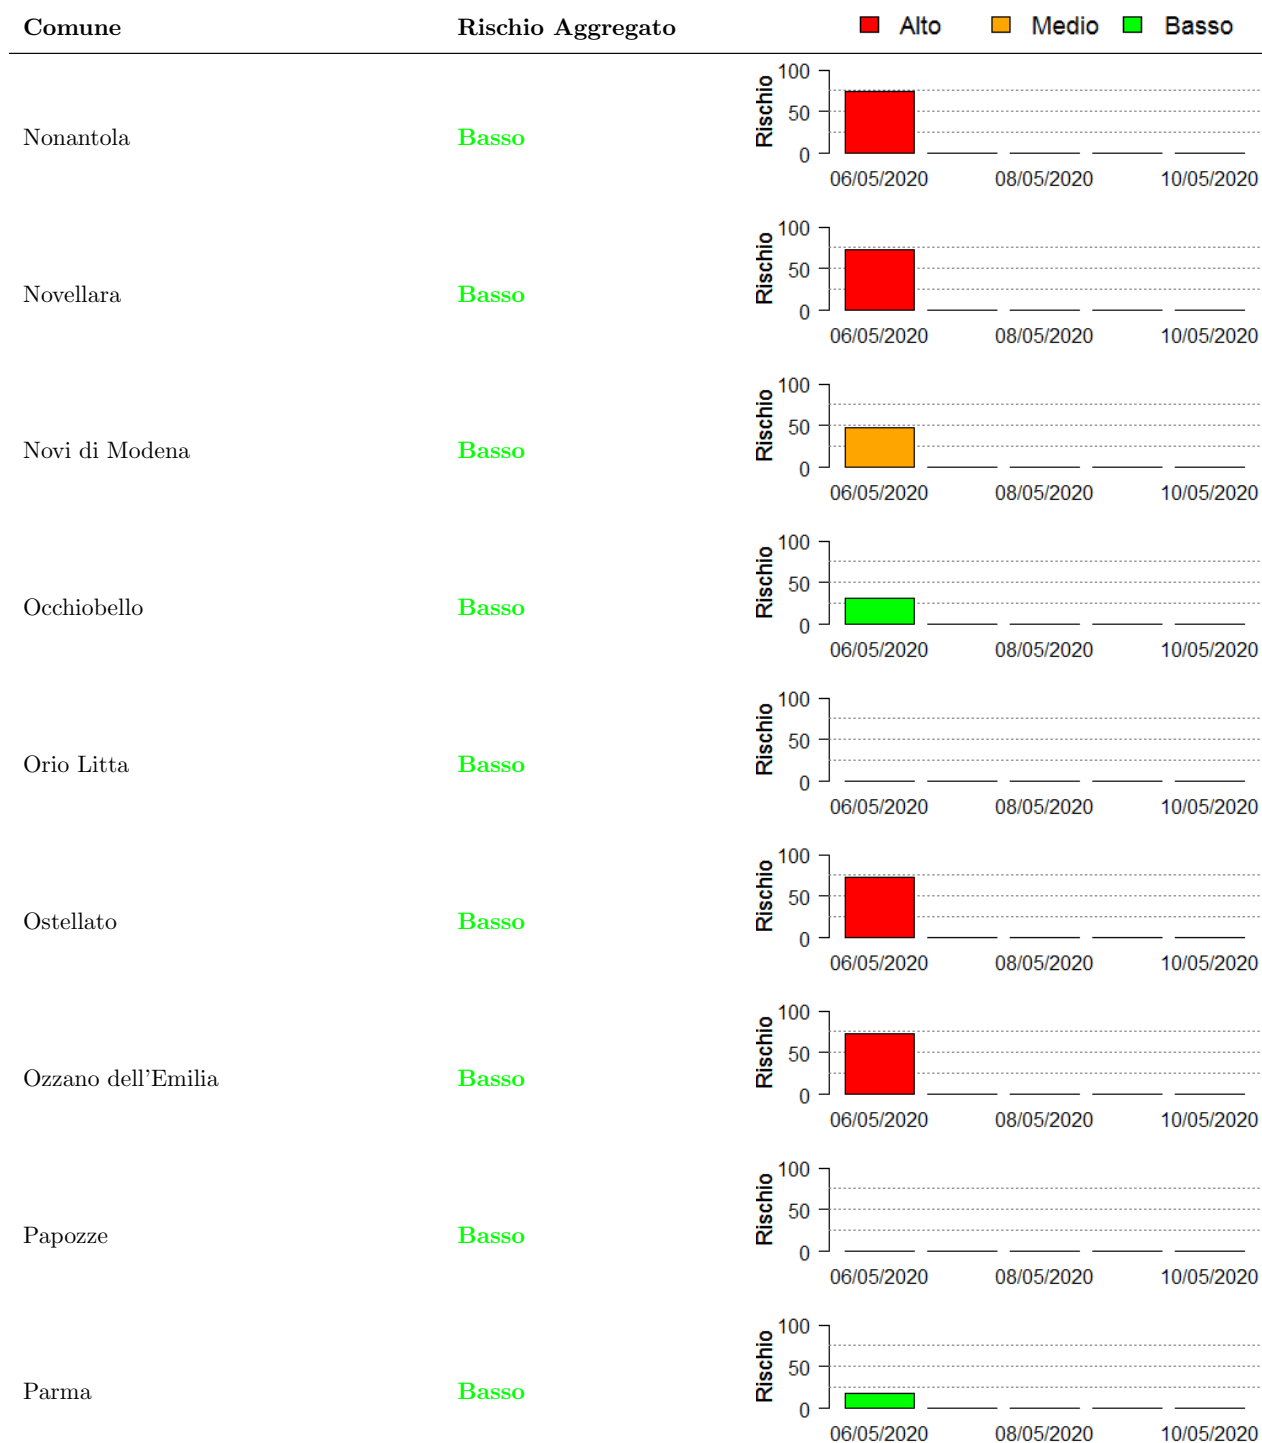 Comune Rischio Aggregato Alto Medio Basso
Nonantola Basso Rischio 100 50 0
06/05/2020 08/05/2020 10/05/2020
Novellara Basso Rischio 100 50 0
06/05/2020 08/05/2020 10/05/2020
Novi di Modena Basso Rischio 100 50 0
06/05/2020 08/05/2020 10/05/2020
Occhiobello Basso Rischio 100 50 0
06/05/2020 08/05/2020 10/05/2020
Orio Litta Basso Rischio 100 50 0
06/05/2020 08/05/2020 10/05/2020
Ostellato Basso Rischio 100 50 0
06/05/2020 08/05/2020 10/05/2020
Ozzano dell'Emilia Basso Rischio 100 50 0
06/05/2020 08/05/2020 10/05/2020
Papozze Basso Rischio 100 50 0
06/05/2020 08/05/2020 10/05/2020
Parma Basso Rischio 100 50 0
06/05/2020 08/05/2020 10/05/2020